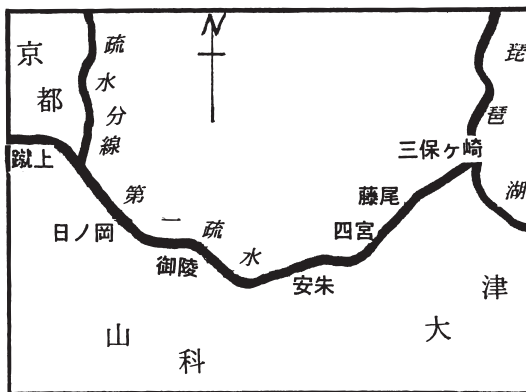 京都
疏水分線
N
琵琶湖
蹴上
三保ヶ崎
藤尾
日ノ岡
第一疏水
四宮
御陵
安朱
大津
山科